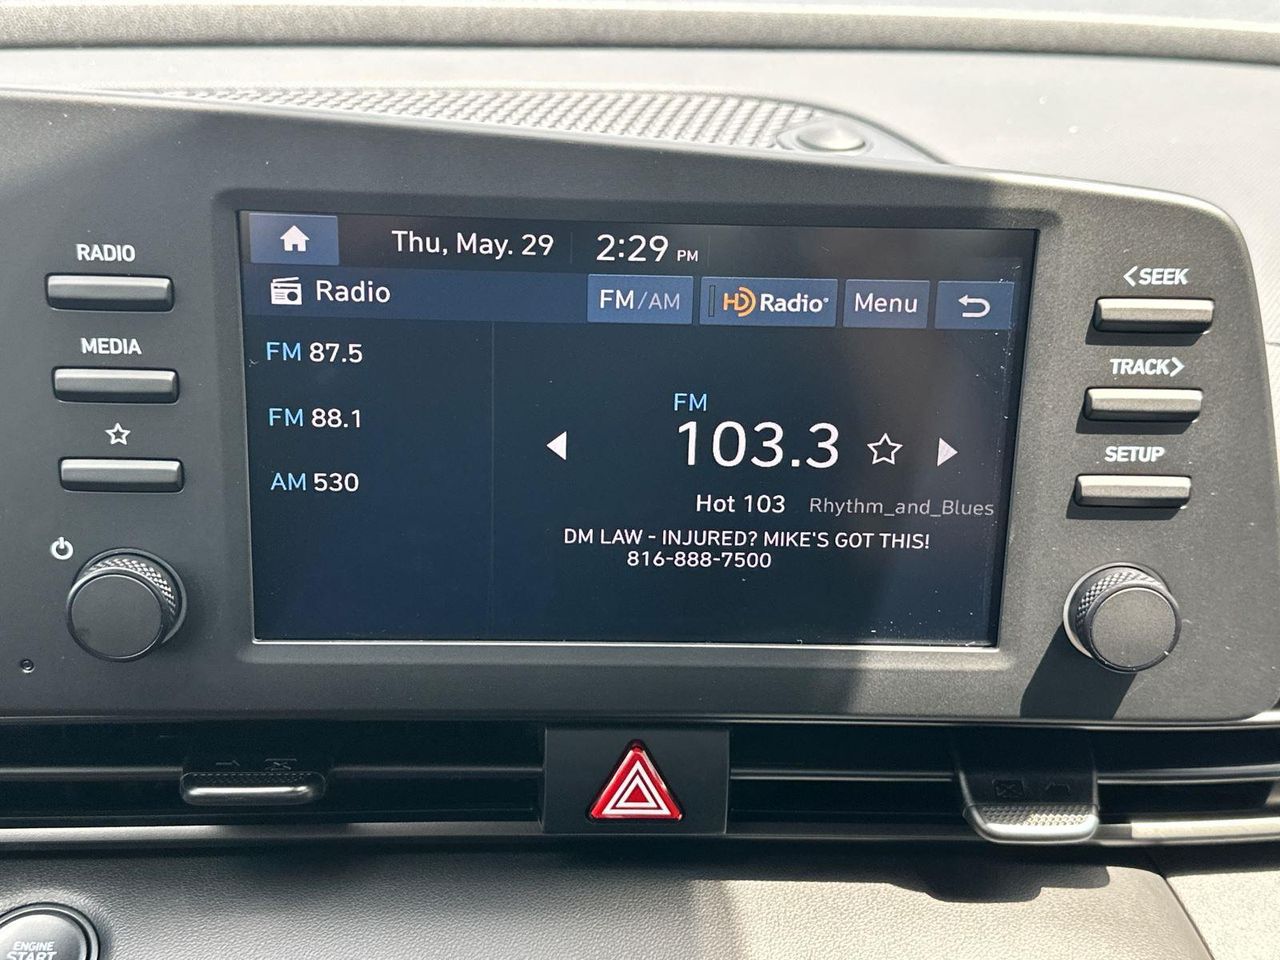 RADIO
MEDIA
Thu, May. 29
2:29 PM
Radio
FM/AM
HD Radio®
Menu
FM 87.5
FM 88.1
AM 530
FM
103.3
Hot 103 Rhythm_and_Blues
DM LAW - INJURED? MIKE'S GOT THIS!
816-888-7500
<SEEK
TRACK>
SETUP
ENGINE
START